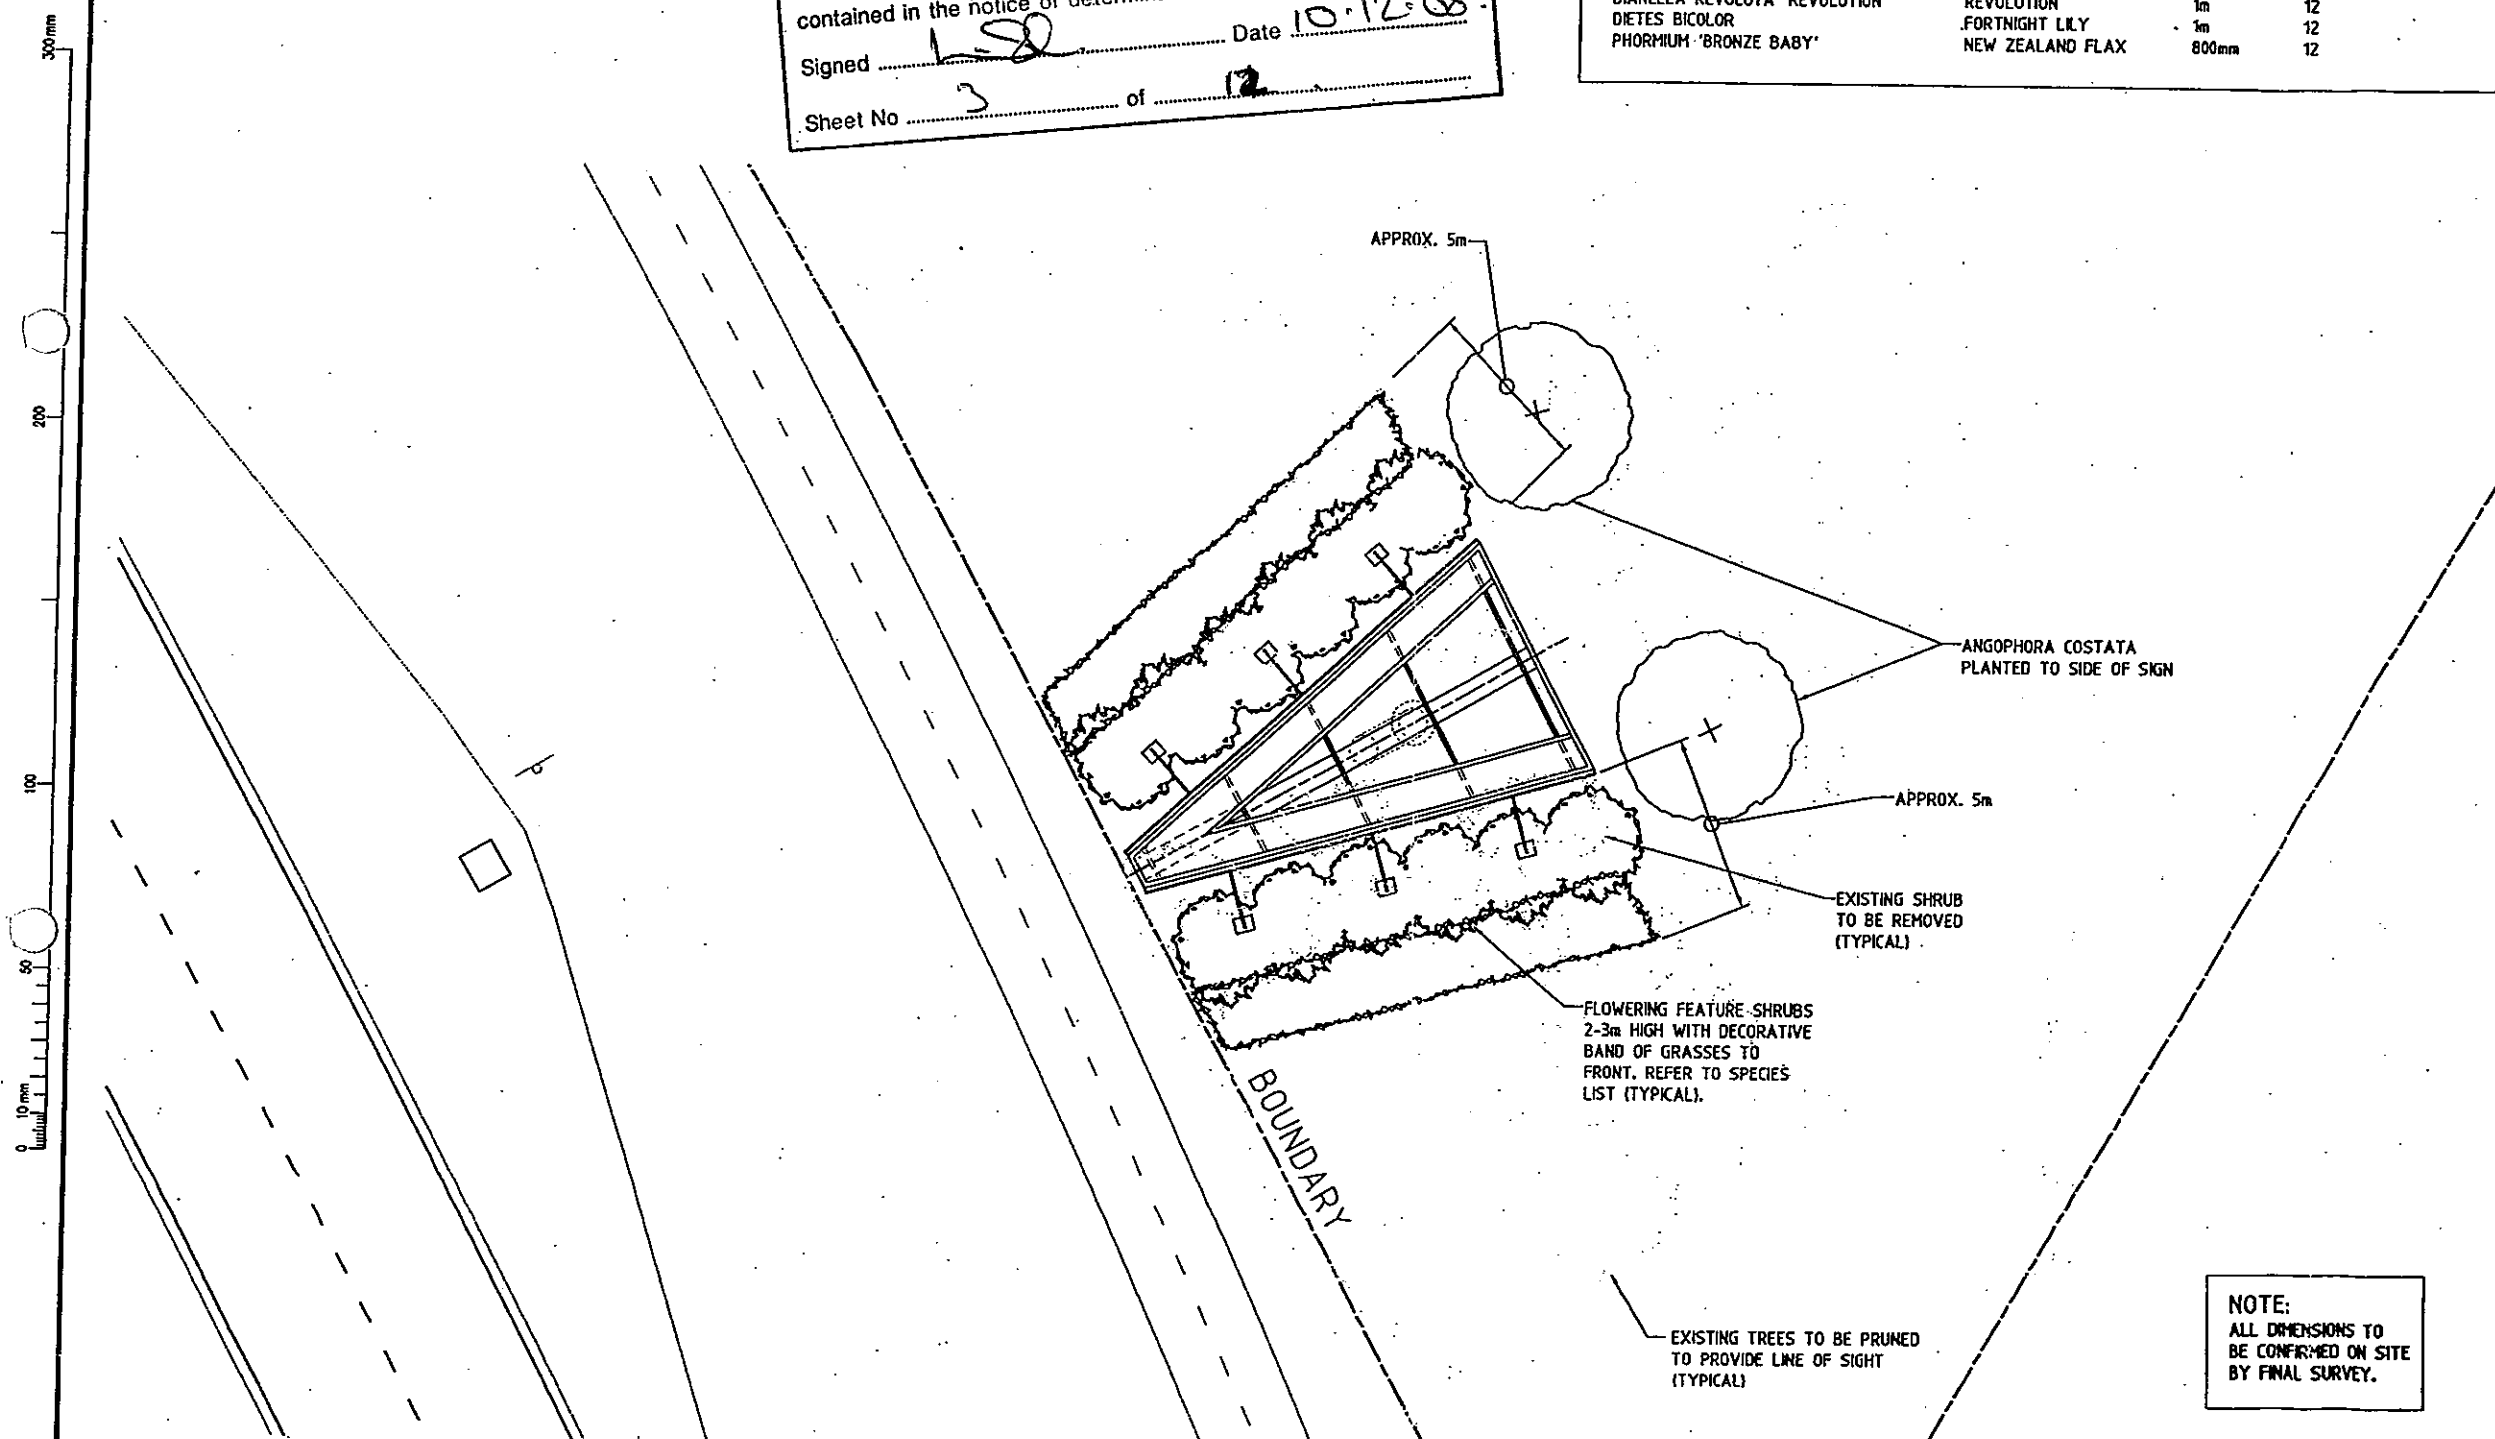 contained in the notice of
Signed Date 10.12.08
Sheet No 3 of 12
DIANELLA REVOLUTA 'REVOLUTION' REVOLUTION 1m 12
DIETES BICOLOR FORTNIGHT LILY 1m 12
PHORMIUM 'BRONZE BABY' NEW ZEALAND FLAX 800mm 12
300mm
200
100
50
10mm
0
APPROX. 5m
ANGOPHORA COSTATA
PLANTED TO SIDE OF SIGN
APPROX. 5m
EXISTING SHRUB
TO BE REMOVED
(TYPICAL)
FLOWERING FEATURE SHRUBS
2-3m HIGH WITH DECORATIVE
BAND OF GRASSES TO
FRONT. REFER TO SPECIES
LIST (TYPICAL).
BOUNDARY
EXISTING TREES TO BE PRUNED
TO PROVIDE LINE OF SIGHT
(TYPICAL)
NOTE:
ALL DIMENSIONS TO
BE CONFIRMED ON SITE
BY FINAL SURVEY.